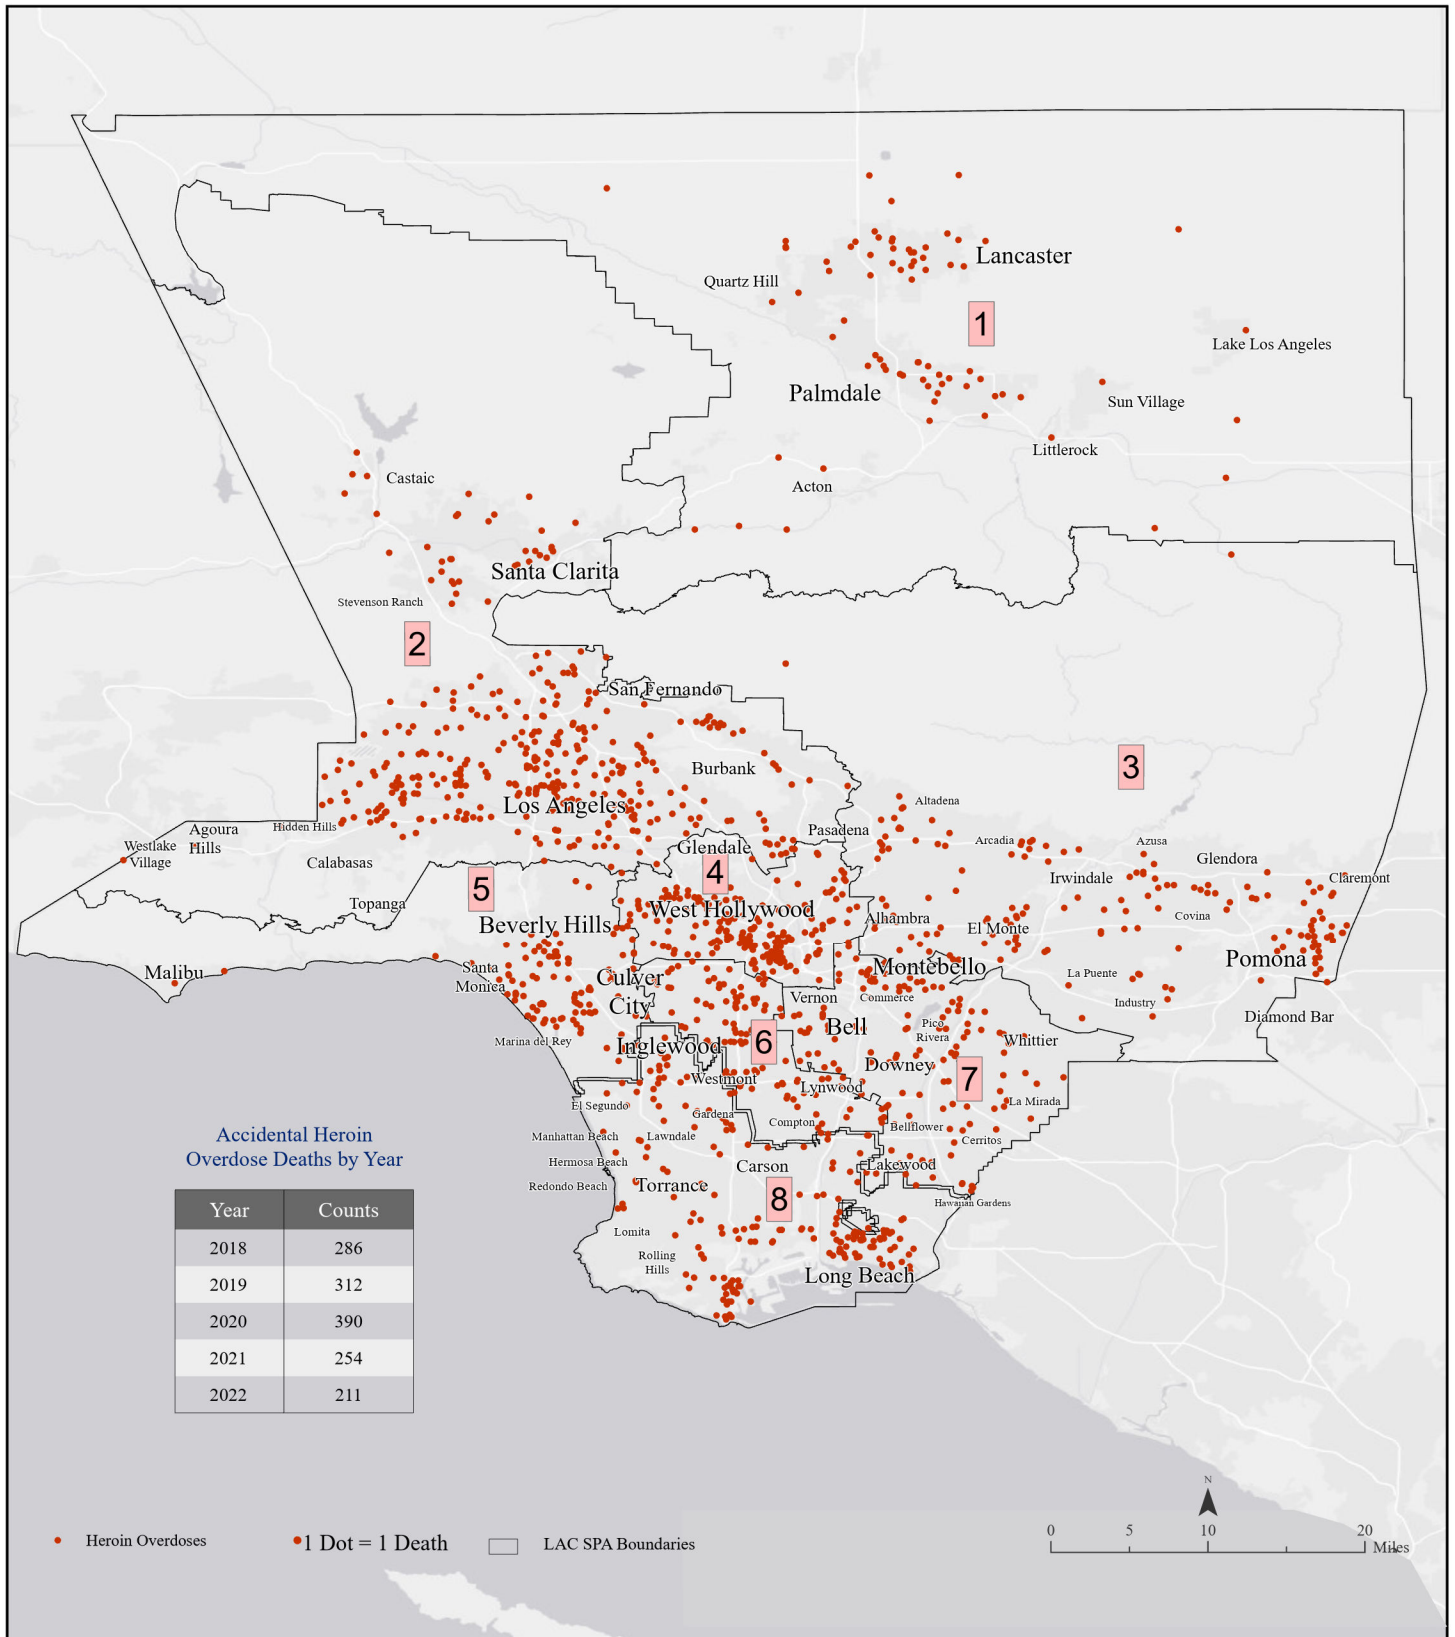 Lancaster
Quartz Hill
1
Lake Los Angeles
Palmdale
Sun Village
Littlerock
Castaic
Acton
Santa Clarita
Stevenson Ranch
2
San Fernando
3
Burbank
Los Angeles
Altadena
Hidden Hills
Agoura
Hills
Pasadena
Arcadia
Azusa
Westlake
Village
Glendale
Glendora
Calabasas
4
Irwindale
Claremont
5
Topanga
West Hollywood
Beverly Hills
Alhambra
Covina
El Monte
Pomona
Montebello
Santa
Monica
Malibu
Culver
City
La Puente
Vernon
Commerce
Industry
Diamond Bar
Bell
Pico
Rivera
Marina del Rey
6
Inglewood
Whittier
Downey
7
Westmont
Lynwood
La Mirada
El Segundo
Gardena
Compton
Bellflower
Manhattan Beach
Lawndale
Cerritos
Hermosa Beach
Carson
Lakewood
Redondo Beach
Torrance
8
Hawaiian Gardens
Lomita
Rolling
Hills
Long Beach
Accidental Heroin
Overdose Deaths by Year
Year Counts
2018 286
2019 312
2020 390
2021 254
2022 211
N
0 5 10 20
Miles
Heroin Overdoses
1 Dot = 1 Death
LAC SPA Boundaries